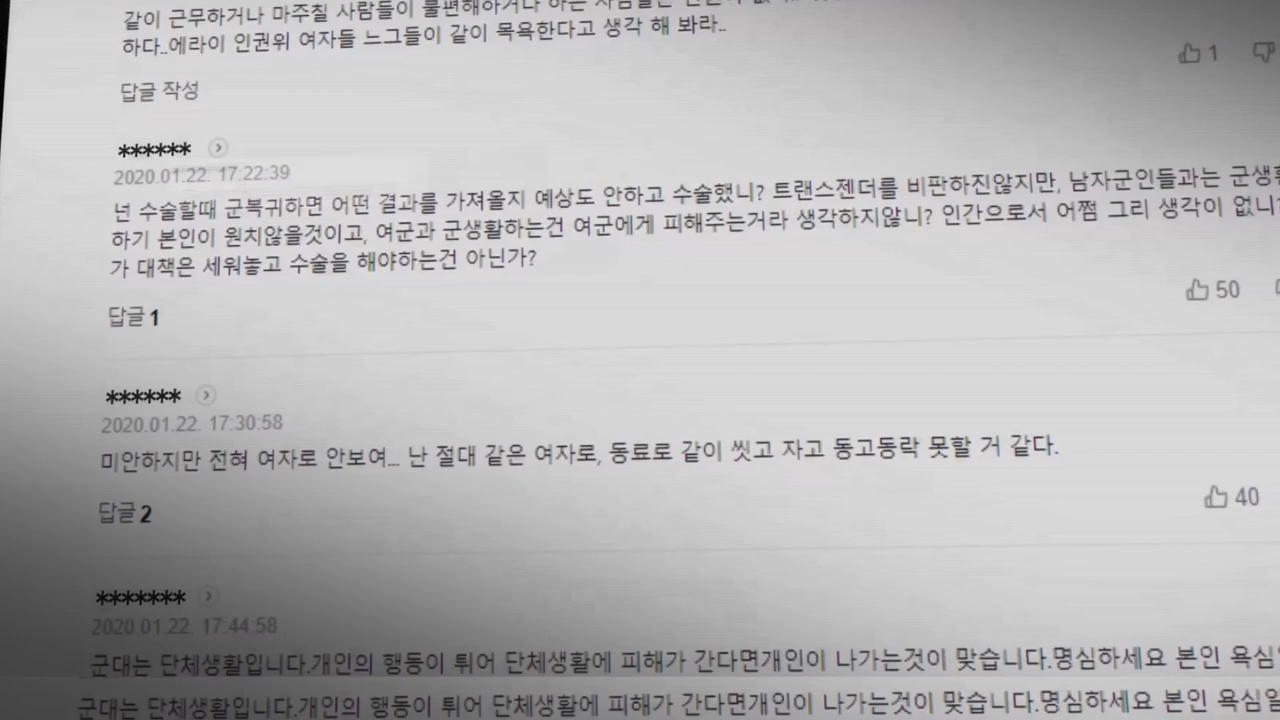 같이 근무하거나 마주칠 사람들이 불편해하거나 하는
하다..에라이 인권위 여자들 느그들이 같이 목욕한다고 생각 해 봐라..
1
답글 작성
******
2020.01.22. 17:22:39
넌 수술할때 군복귀하면 어떤 결과를 가져올지 예상도 안하고 수술했니? 트랜스젠더를 비판하진않지만, 남자군인들과는
하기 본인이 원치않을것이고, 여군과 군생활하는건 여군에게 피해주는거라 생각하지않니? 인간으로서 어쩜 그리 생각이 없니?
가 대책은 세워놓고 수술을 해야하는건 아닌가?
50
답글 1
******
2020.01.22. 17:30:58
미안하지만 전혀 여자로 안보여... 난 절대 같은 여자로, 동료로 같이 씻고 자고 동고동락 못할 거 같다.
40
답글 2
*******
2020.01.22. 17:44:58
군대는 단체생활입니다.개인의 행동이 튀어 단체생활에 피해가 간다면개인이 나가는것이 맞습니다.명심하세요 본인 욕심
군대는 단체생활입니다.개인의 행동이 튀어 단체생활에 피해가 간다면개인이 나가는것이 맞습니다.명심하세요 본인 욕심